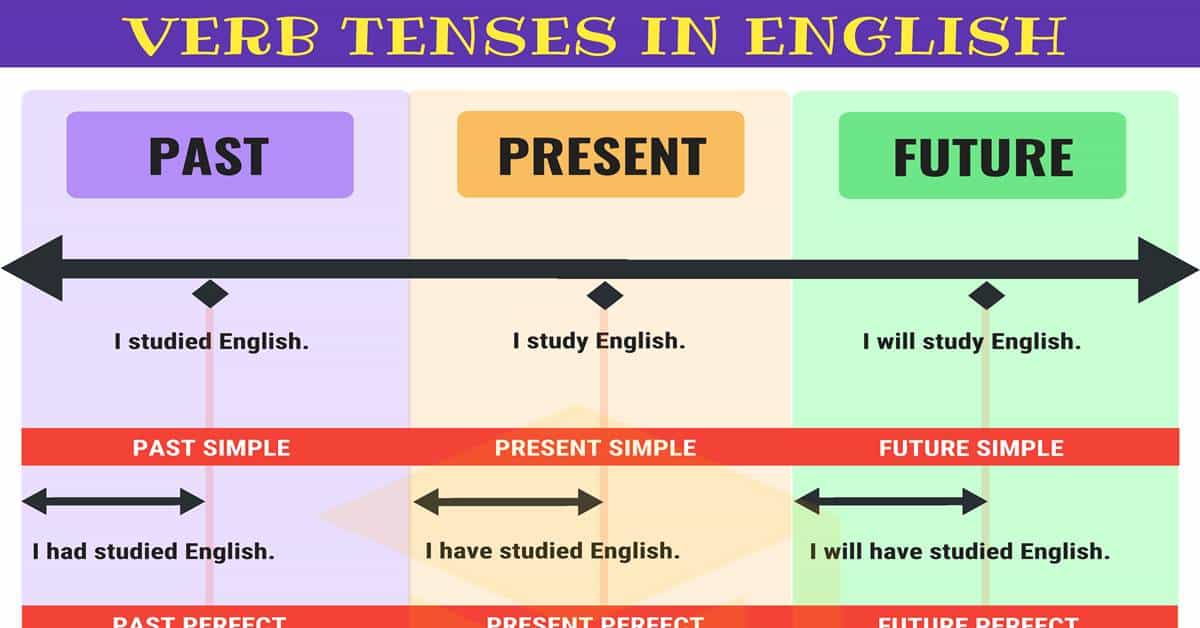 VERB TENSES IN ENGLISH
PAST PRESENT FUTURE
I studied English. I study English. I will study English.
PAST SIMPLE PRESENT SIMPLE FUTURE SIMPLE
I had studied English. I have studied English. I will have studied English.
PAST PERFECT PRESENT PERFECT FUTURE PERFECT